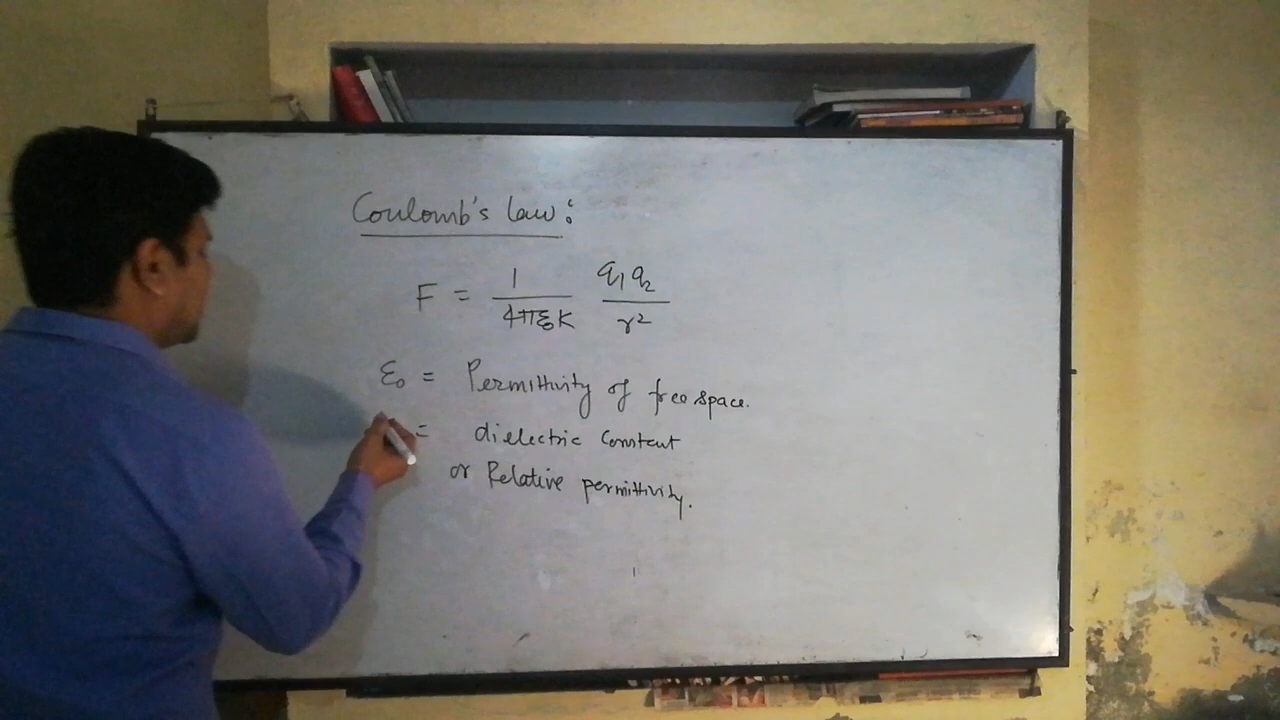 Coulomb's law:
F = 1/4πε₀K q₁q₂/r²
ε₀ = Permittivity of free space.
= dielectric Constant
or Relative permittivity.